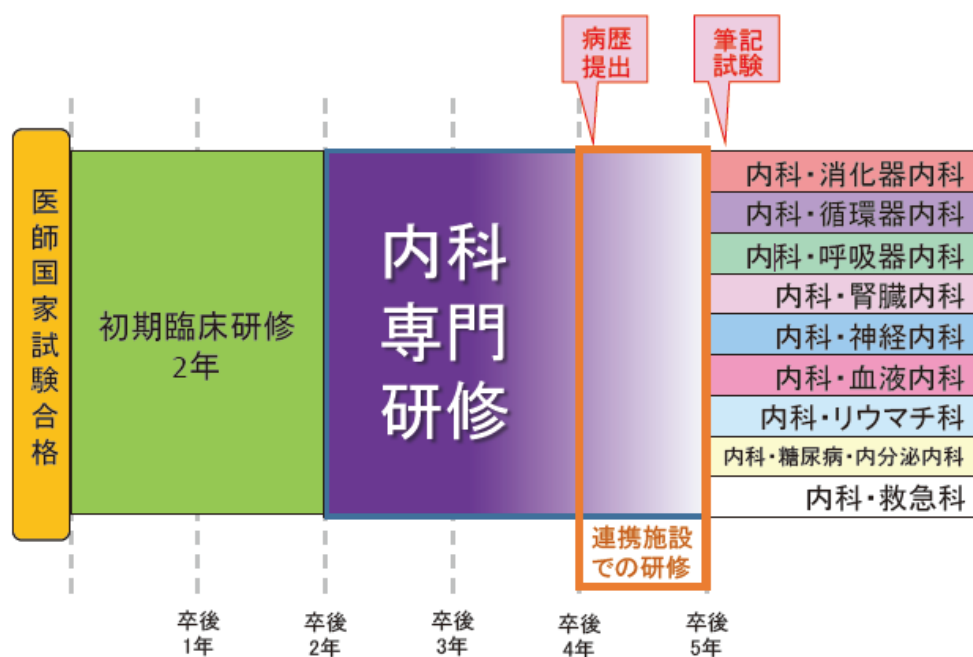 病歴
提出
筆記
試験
医師国家試験合格
初期臨床研修
2年
内科
専門
研修
内科・消化器内科
内科・循環器内科
内科・呼吸器内科
内科・腎臓内科
内科・神経内科
内科・血液内科
内科・リウマチ科
内科・糖尿病・内分泌内科
内科・救急科
連携施設
での研修
卒後
1年
卒後
2年
卒後
3年
卒後
4年
卒後
5年